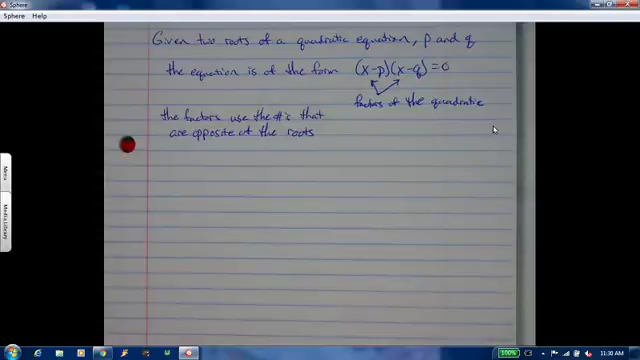 Sphere
Sphere Help
Given two roots of a quadratic equation, p and q
the equation is of the form (x-p)(x-q)=0
factors of the quadratic
the factors use the #'s that
are opposite of the roots
Media Library
100%
11:30 AM